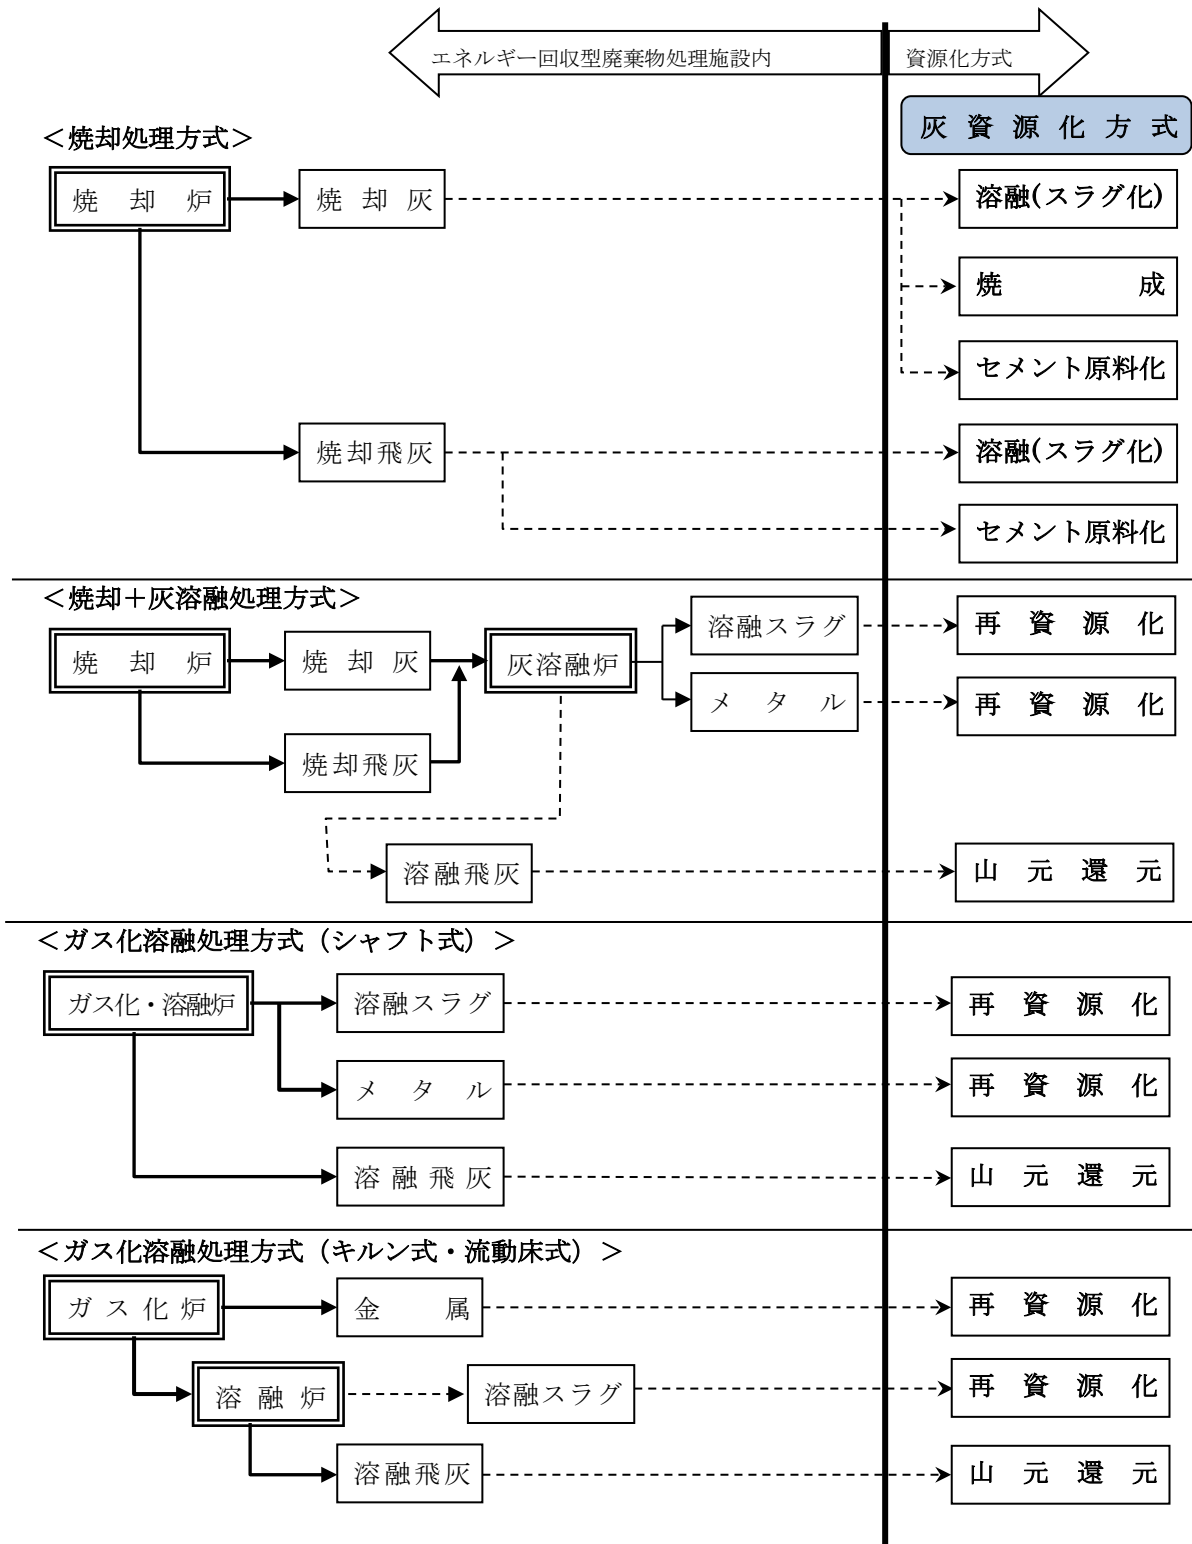 エネルギー回収型廃棄物処理施設内
資源化方式
灰資源化方式
＜焼却処理方式＞
焼却炉
焼却灰
溶融(スラグ化)
焼成
セメント原料化
焼却飛灰
溶融(スラグ化)
セメント原料化
＜焼却＋灰溶融処理方式＞
焼却炉
焼却灰
灰溶融炉
溶融スラグ
再資源化
メタル
再資源化
焼却飛灰
溶融飛灰
山元還元
＜ガス化溶融処理方式（シャフト式）＞
ガス化・溶融炉
溶融スラグ
再資源化
メタル
再資源化
溶融飛灰
山元還元
＜ガス化溶融処理方式（キルン式・流動床式）＞
ガス化炉
金属
再資源化
溶融炉
溶融スラグ
再資源化
溶融飛灰
山元還元